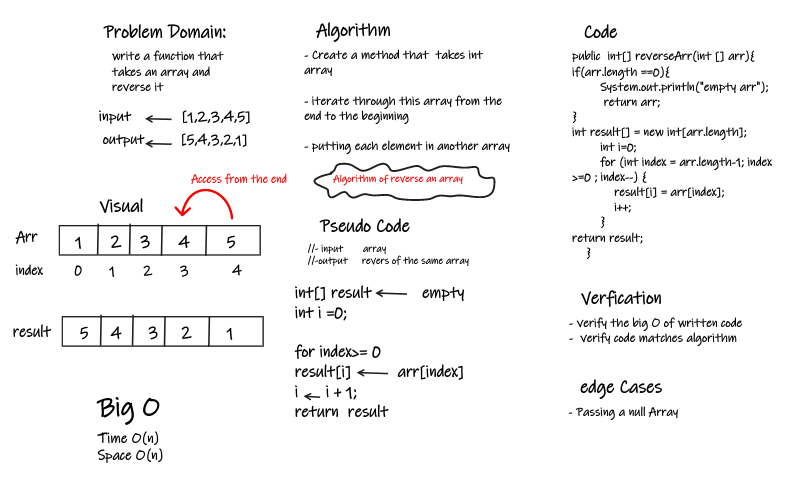 Problem Domain:
write a function that
takes an array and
reverse it
input ← [1,2,3,4,5]
output ← [5,4,3,2,1]
Access from the end
Visual
Arr 1 2 3 4 5
index 0 1 2 3 4
result 5 4 3 2 1
Big O
Time O(n)
Space O(n)
Algorithm
- Create a method that takes int
array
- iterate through this array from the
end to the beginning
- putting each element in another array
Algorithm of reverse an array
Pseudo Code
//- input array
//-output revers of the same array
int[] result ← empty
int i =0;
for index>= 0
result[i] ← arr[index]
i ← i + 1;
return result
Code
public int[] reverseArr(int [] arr){
if(arr.length ==0){
System.out.println("empty arr");
return arr;
}
int result[] = new int[arr.length];
int i=0;
for (int index = arr.length-1; index
>=0 ; index--) {
result[i] = arr[index];
i++;
}
return result;
}
Verfication
- verify the big O of written code
- verify code matches algorithm
edge Cases
- Passing a null Array